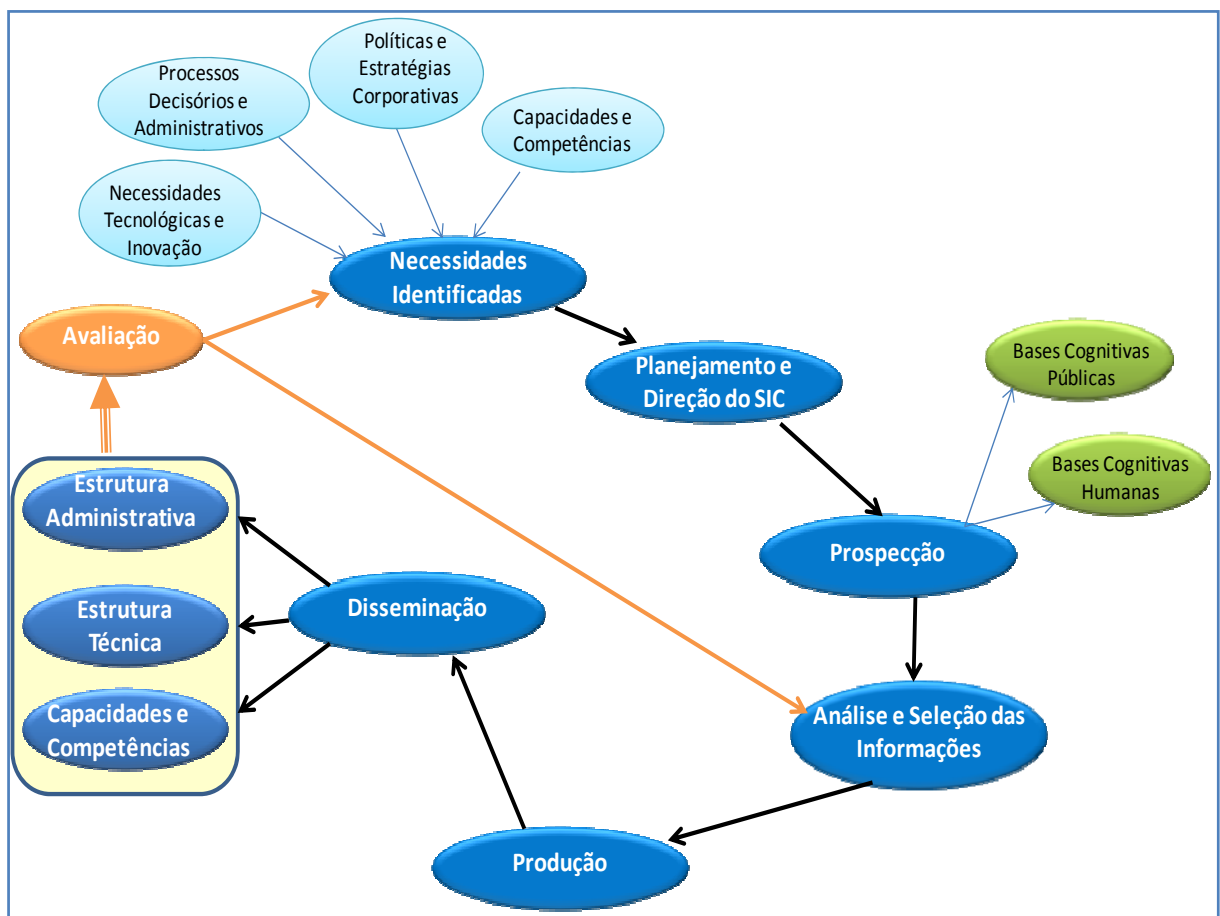 Políticas e
Estratégias
Corporativas
Processos
Decisórios e
Administrativos
Capacidades e
Competências
Necessidades
Tecnológicas e
Inovação
Necessidades
Identificadas
Avaliação
Planejamento e
Direção do SIC
Bases Cognitivas
Públicas
Bases Cognitivas
Humanas
Estrutura
Administrativa
Prospecção
Disseminação
Estrutura
Técnica
Capacidades e
Competências
Análise e Seleção das
Informações
Produção